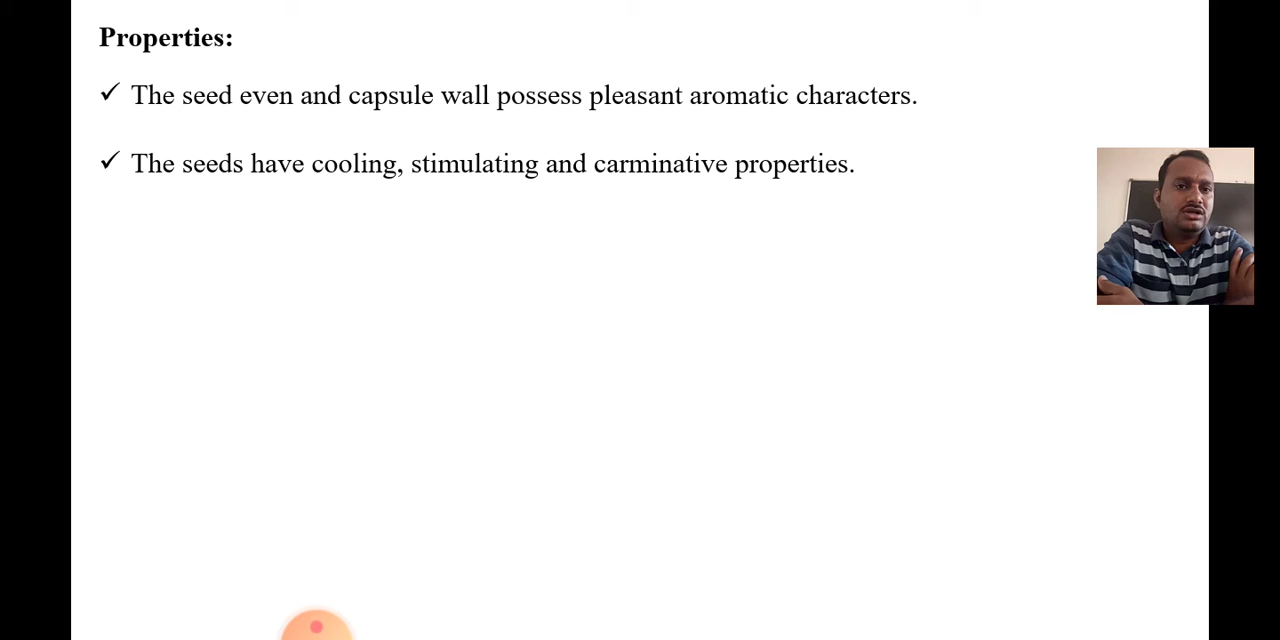 Properties:
✓ The seed even and capsule wall possess pleasant aromatic characters.
✓ The seeds have cooling, stimulating and carminative properties.